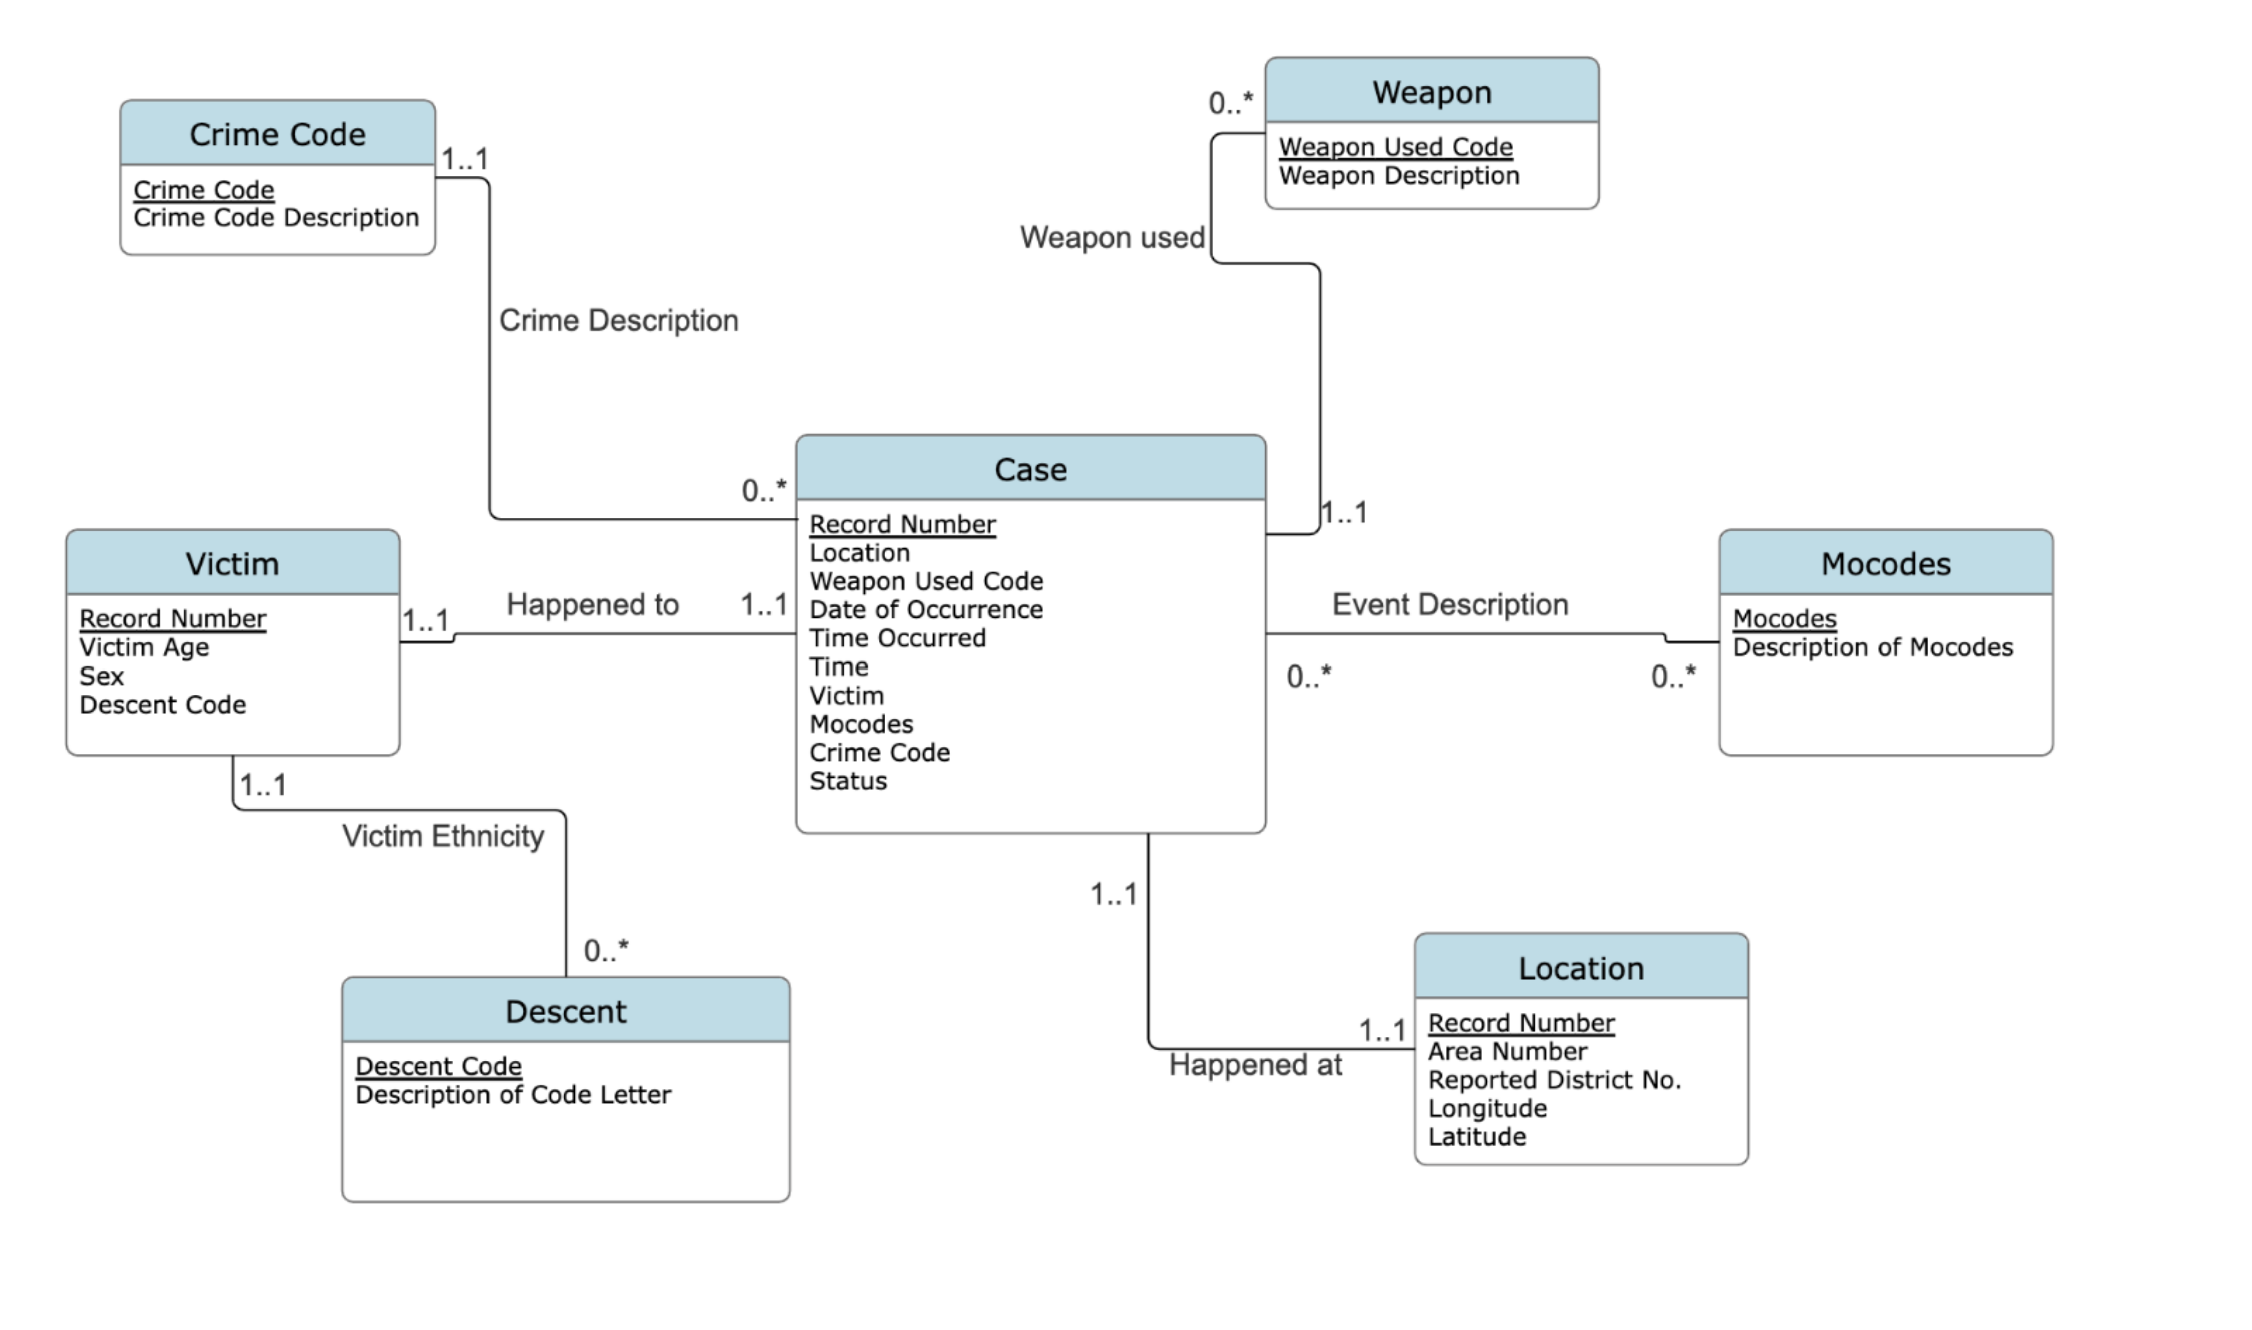 Weapon
0..*
Weapon Used Code
Weapon Description
Crime Code
1..1
Crime Code
Crime Code Description
Weapon used
Crime Description
Case
0..*
1..1
Record Number
Location
Weapon Used Code
Date of Occurrence
Time Occurred
Time
Victim
Mocodes
Crime Code
Status
Victim
Record Number
Victim Age
Sex
Descent Code
1..1
Happened to
1..1
Event Description
0..*
0..*
Mocodes
Mocodes
Description of Mocodes
1..1
Victim Ethnicity
0..*
Descent
Descent Code
Description of Code Letter
1..1
1..1
Happened at
Location
Record Number
Area Number
Reported District No.
Longitude
Latitude